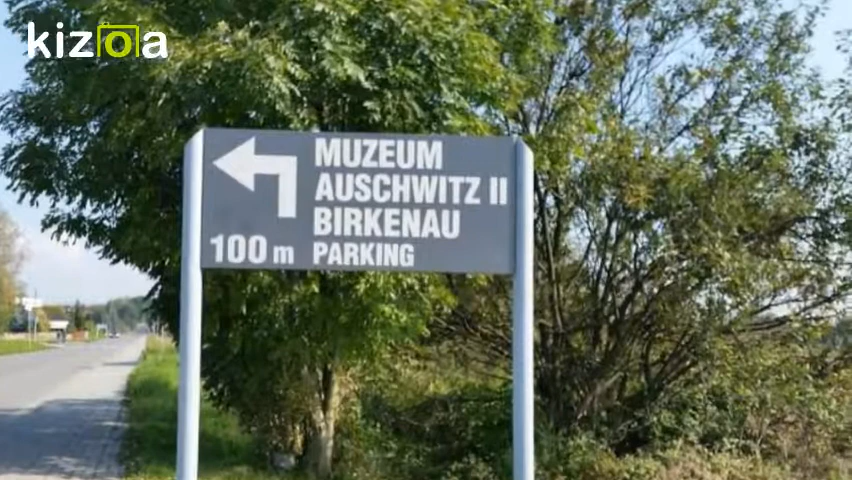 kizoa
MUZEUM
AUSCHWITZ II
BIRKENAU
100 m PARKING